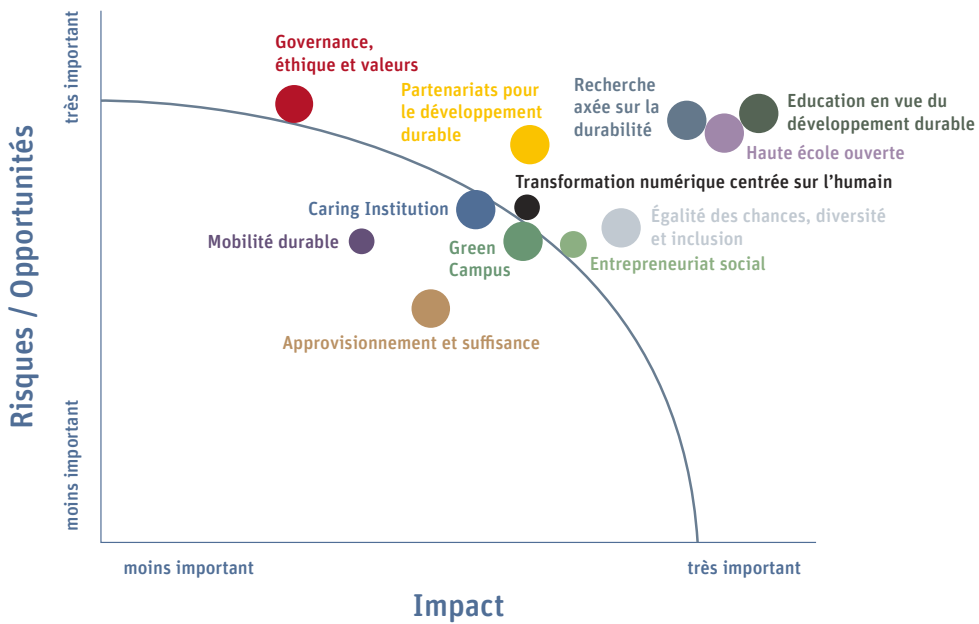 Risques / Opportunités
très important
moins important
Governance,
éthique et valeurs
Partenariats pour
le développement
durable
Recherche
axée sur la
durabilité
Education en vue du
développement durable
Haute école ouverte
Transformation numérique centrée sur l'humain
Caring Institution
Égalité des chances, diversité
et inclusion
Mobilité durable
Green
Campus
Entrepreneuriat social
Approvisionnement et suffisance
moins important
très important
Impact